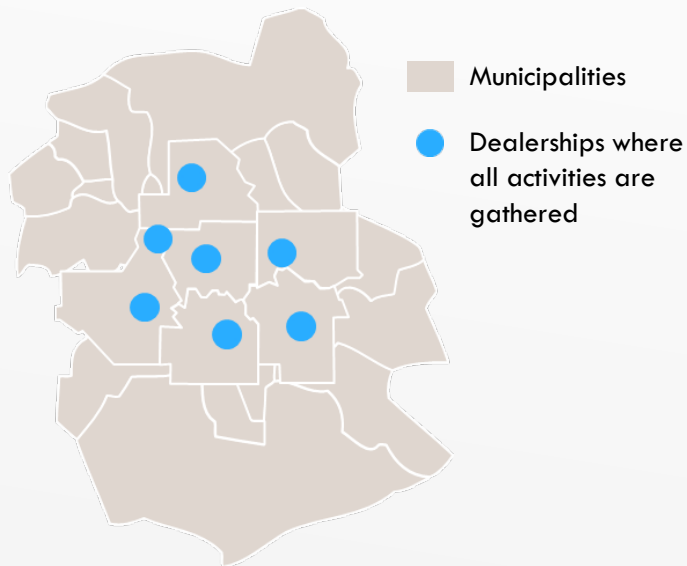 Municipalities
Dealerships where
all activities are
gathered